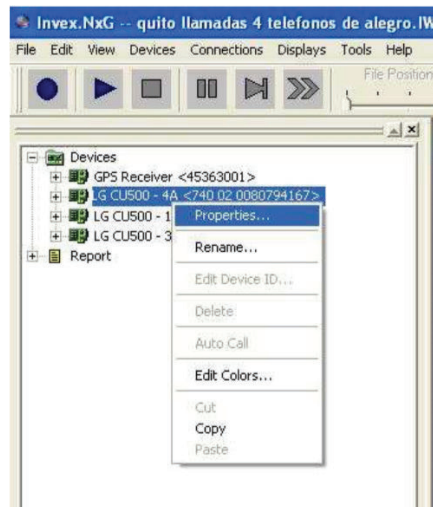 Invex.NxG -- quito llamadas 4 telefonos de alegro.IW
File Edit View Devices Connections Displays Tools Help
File Position
Devices
GPS Receiver <45363001>
LG CU500 - 4A <740 02 0080794167>
LG CU500 - 1
LG CU500 - 3
Report
Properties...
Rename...
Edit Device ID...
Delete
Auto Call
Edit Colors...
Cut
Copy
Paste